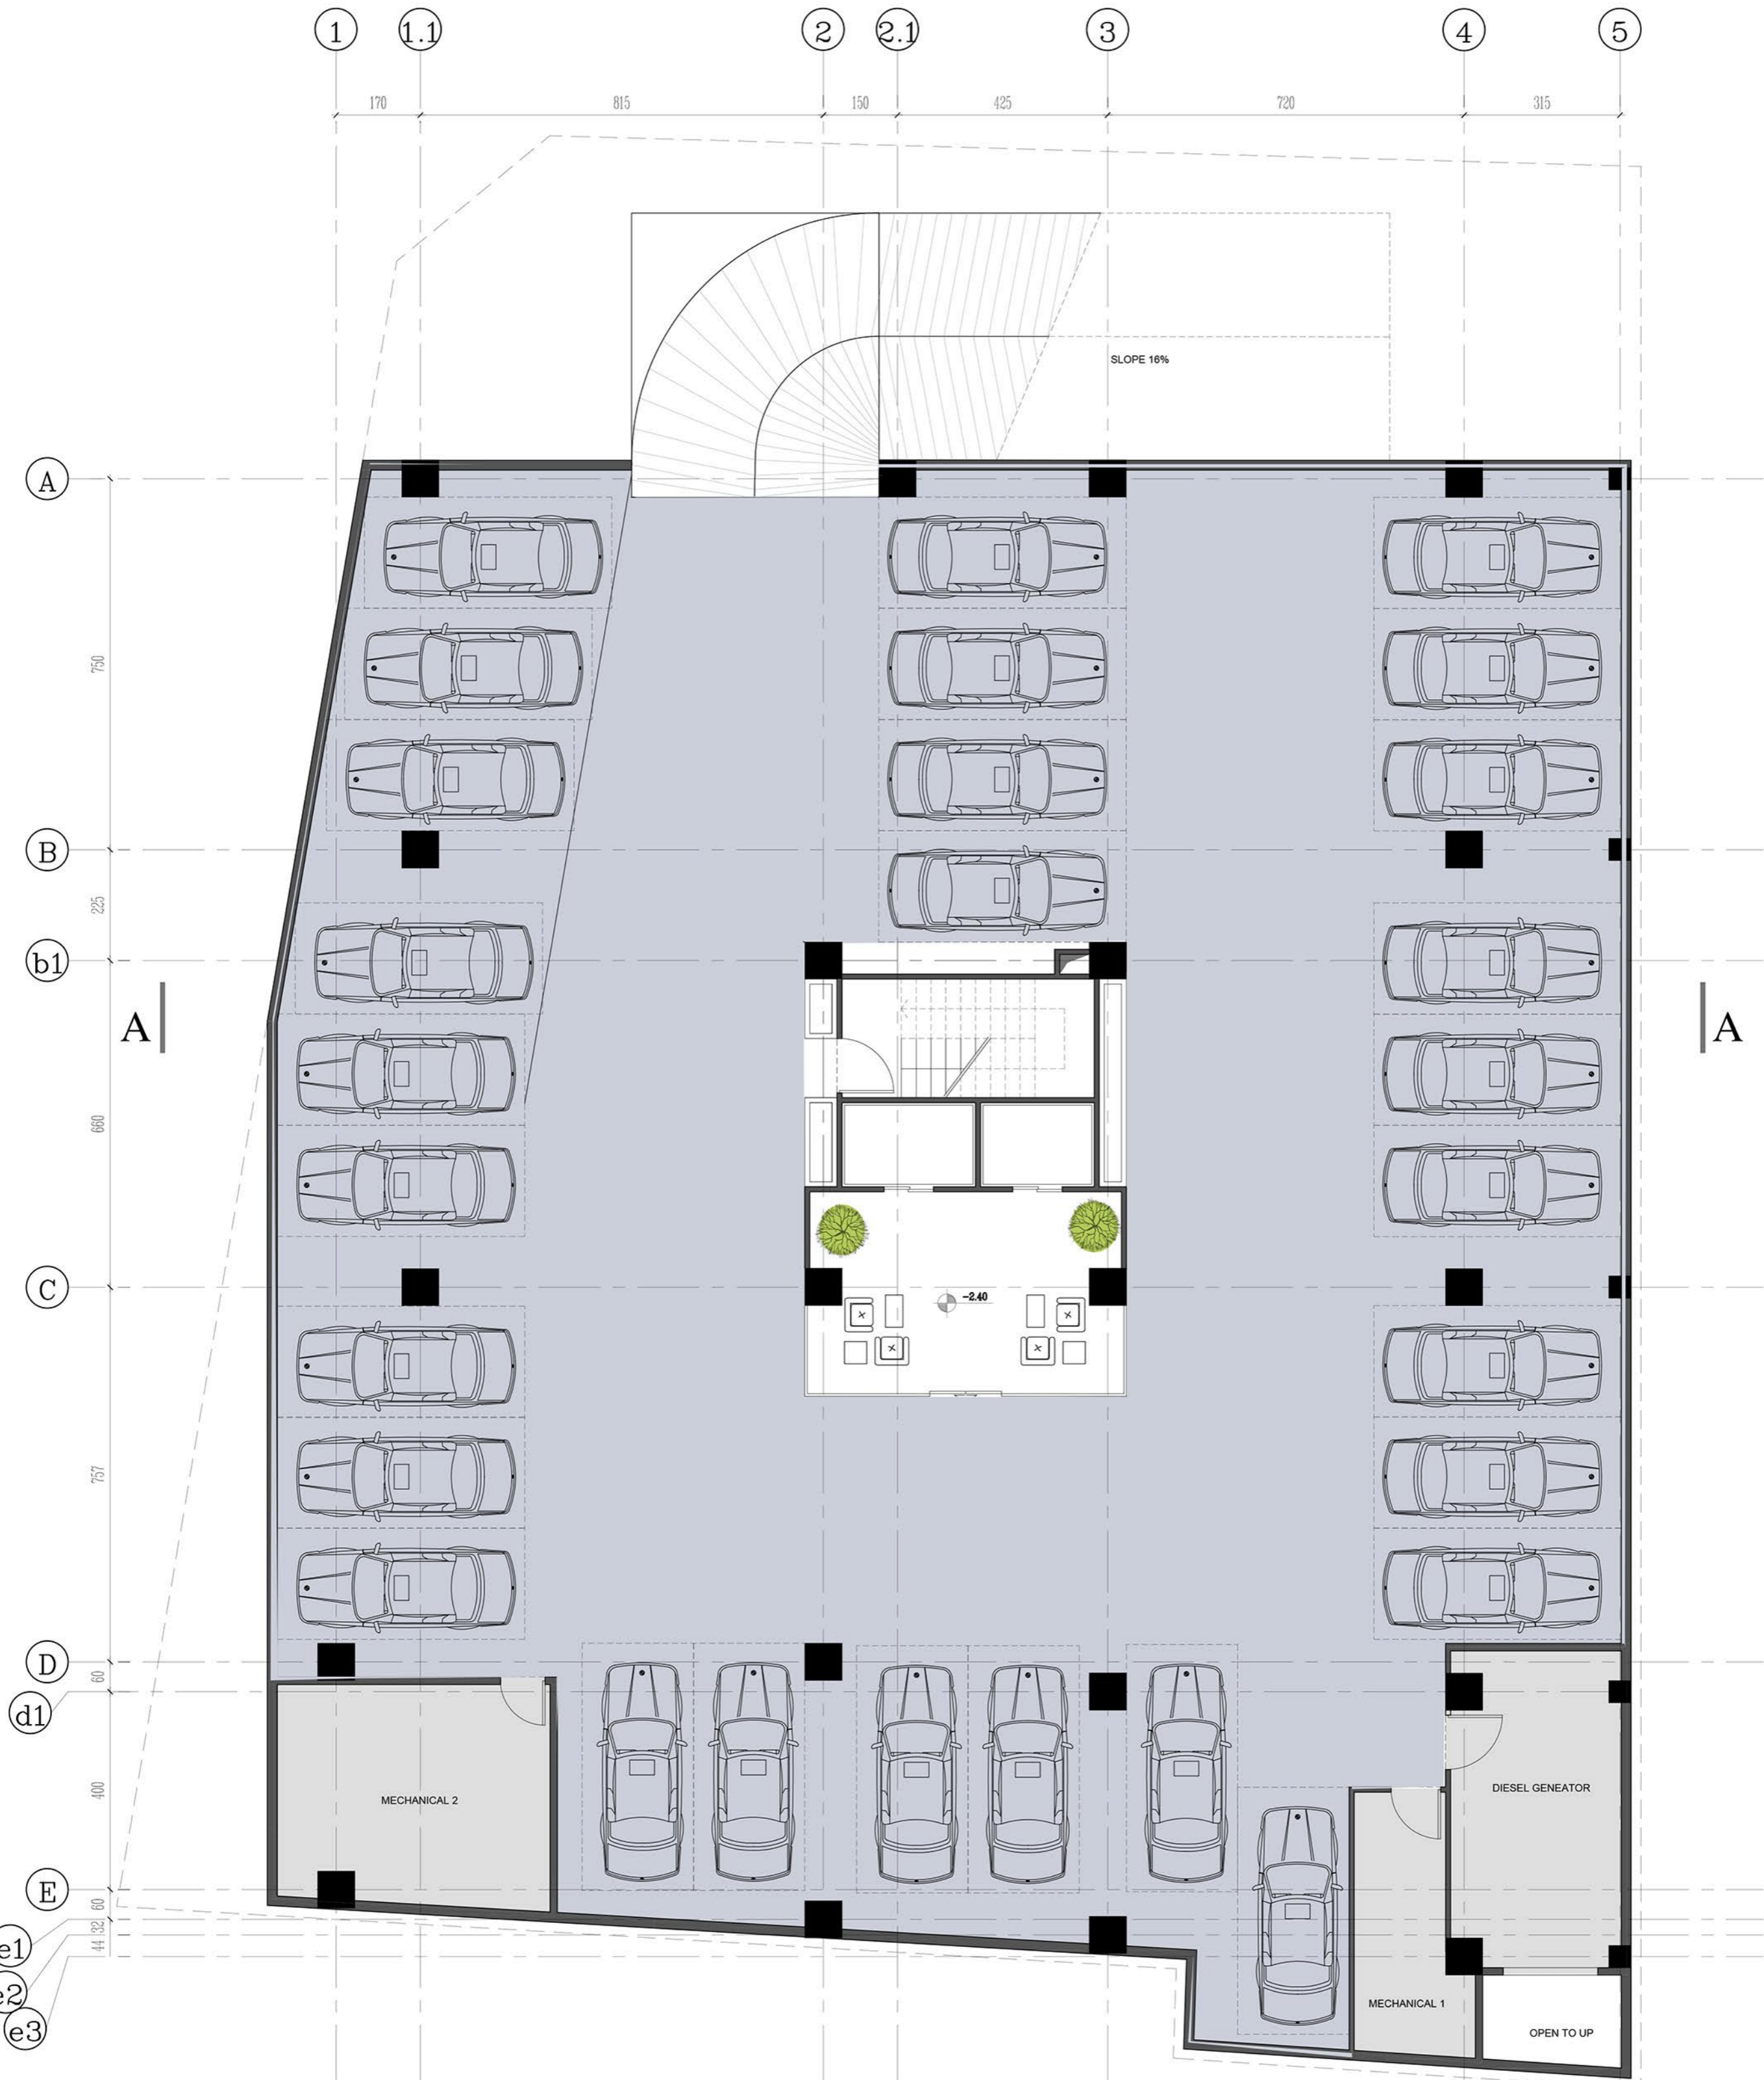 1 1.1 2 2.1 3 4 5
170 815 150 425 720 315
SLOPE 16%
A
750
B
225
b1
A A
660
C
-2.40
757
D
60
d1
400
MECHANICAL 2
DIESEL GENEATOR
E
60
32
e1
44
e2
MECHANICAL 1
e3
OPEN TO UP